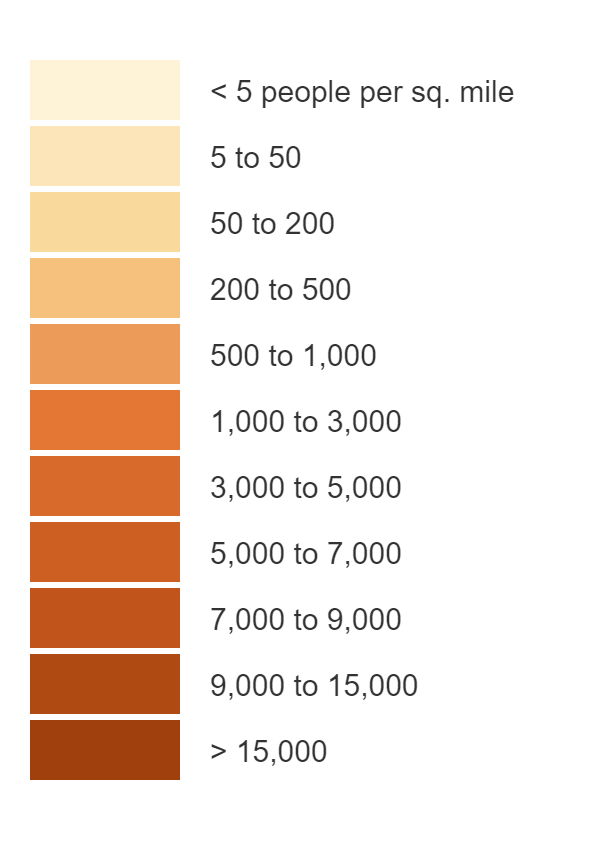 < 5 people per sq. mile
5 to 50
50 to 200
200 to 500
500 to 1,000
1,000 to 3,000
3,000 to 5,000
5,000 to 7,000
7,000 to 9,000
9,000 to 15,000
> 15,000